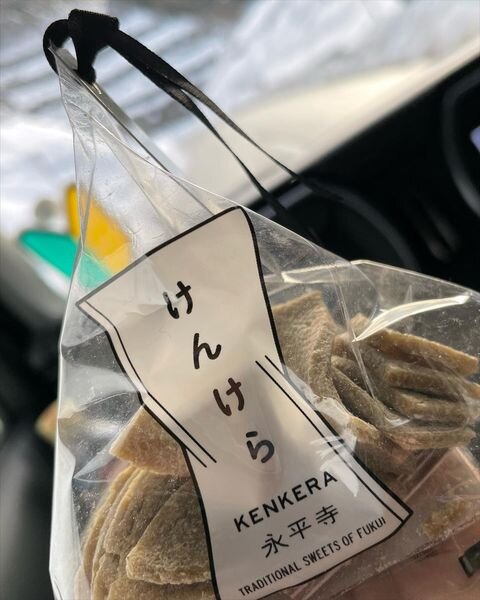 けんけら
KENKERA
永平寺
TRADITIONAL SWEETS OF FUKUI